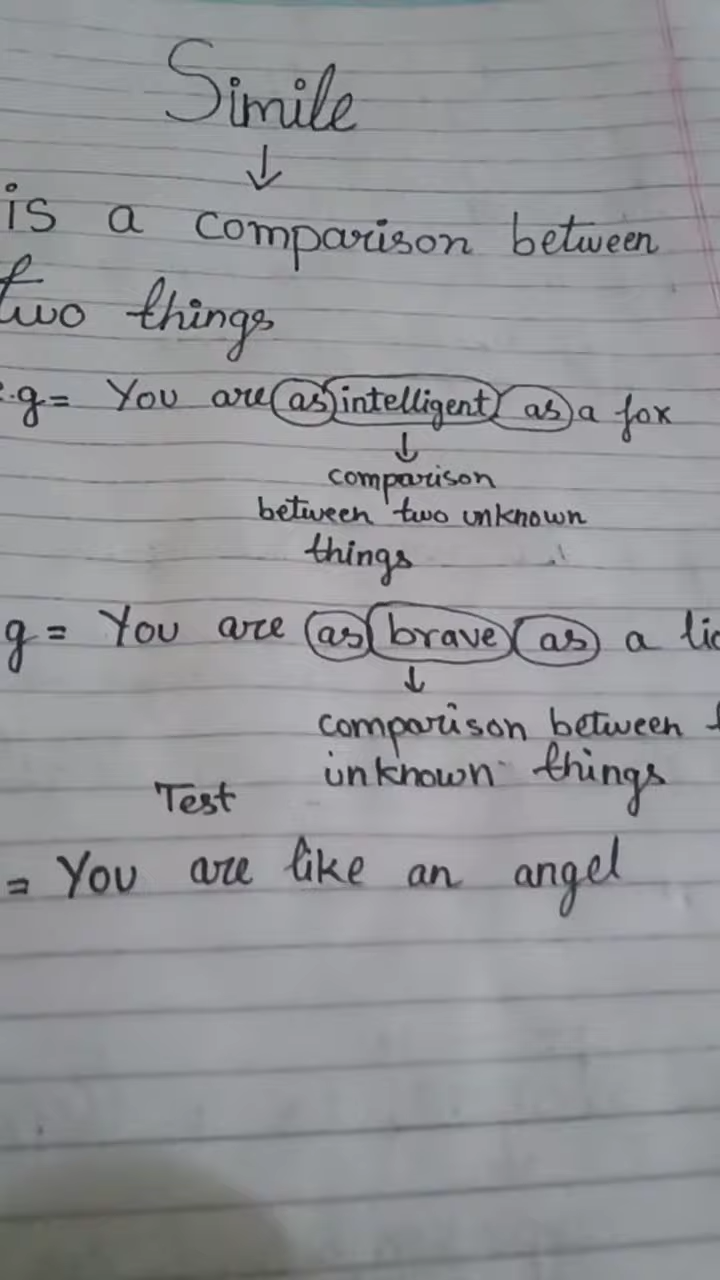 Simile
↓
is a comparison between
two things
e.g = You are as intelligent as a fox
↓
comparison
between two unknown
things
g = You are as brave as a
↓
comparison between
unknown things
Test
= You are like an angel